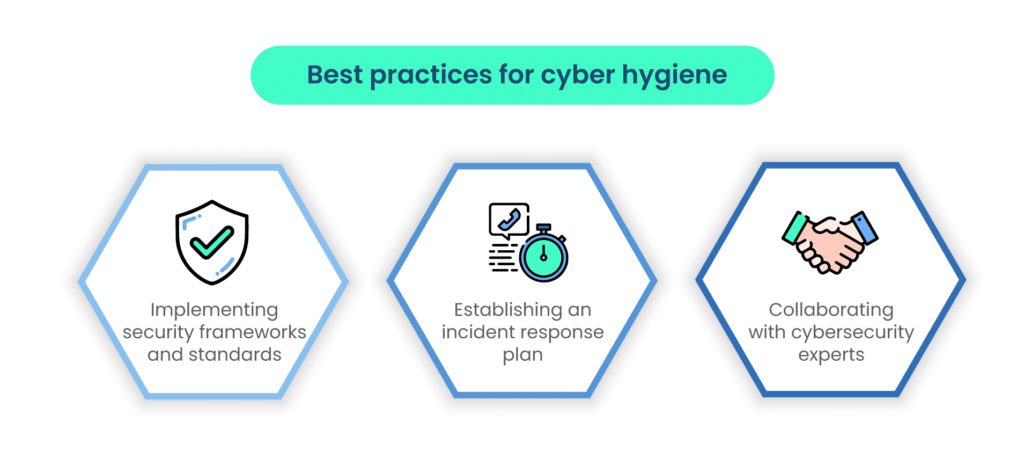 Best practices for cyber hygiene
Implementing
security frameworks
and standards
Establishing an
incident response
plan
Collaborating
with cybersecurity
experts